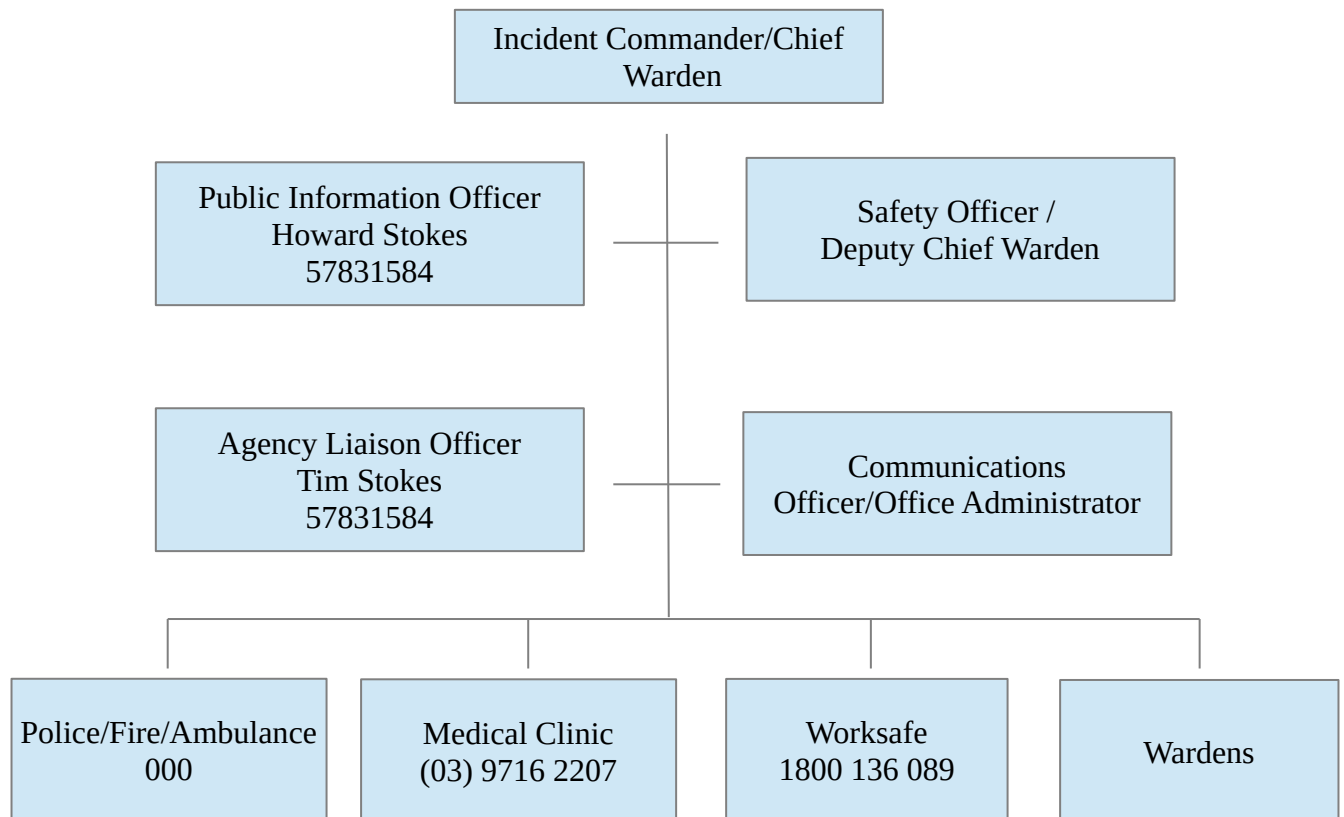 Incident Commander/Chief
Warden
Public Information Officer
Howard Stokes
57831584
Safety Officer /
Deputy Chief Warden
Agency Liaison Officer
Tim Stokes
57831584
Communications
Officer/Office Administrator
Police/Fire/Ambulance
000
Medical Clinic
(03) 9716 2207
Worksafe
1800 136 089
Wardens